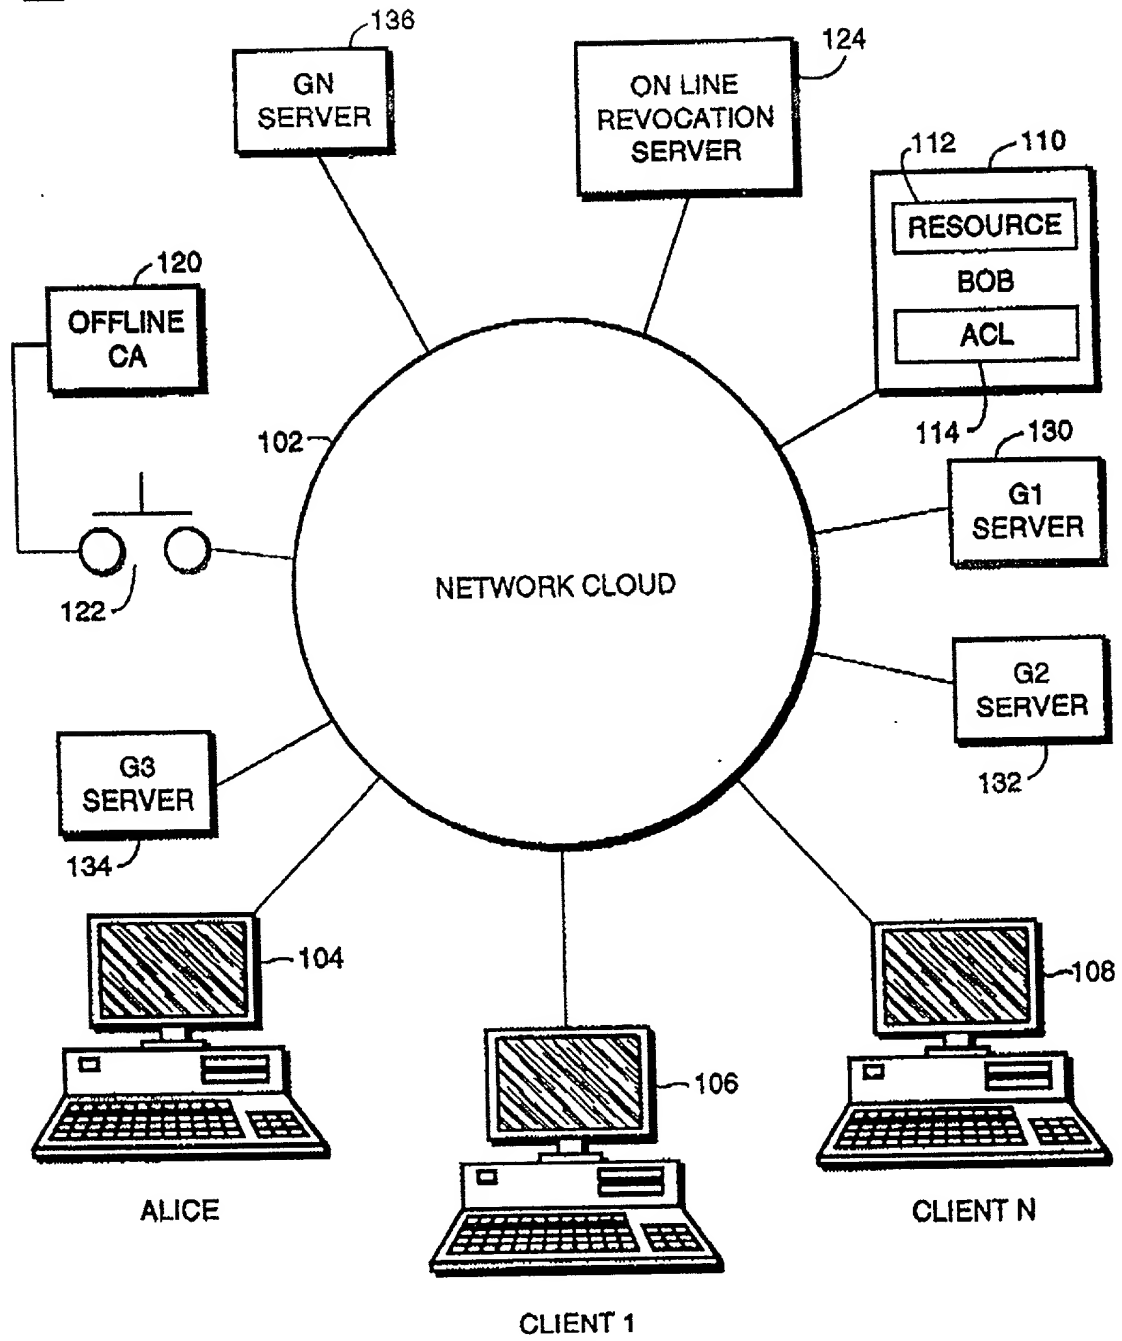 136
GN
SERVER
124
ON LINE
REVOCATION
SERVER
112
110
RESOURCE
BOB
ACL
114
120
OFFLINE
CA
102
130
G1
SERVER
122
NETWORK CLOUD
G2
SERVER
132
G3
SERVER
134
104
108
106
ALICE
CLIENT N
CLIENT 1